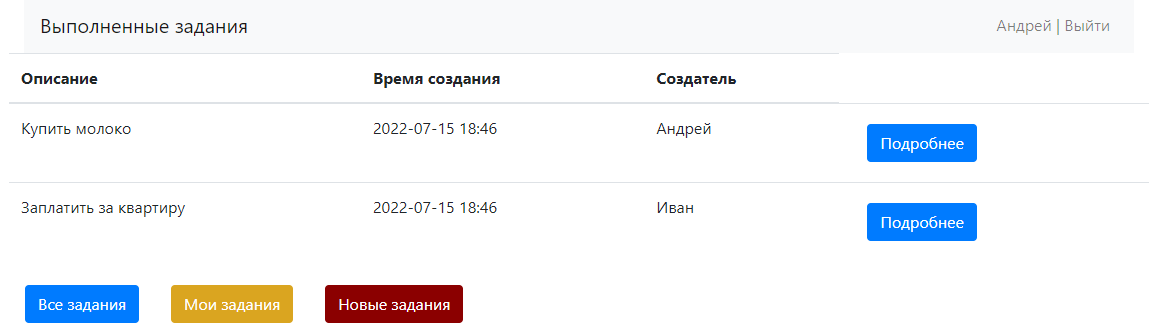 Выполненные задания Андрей | Выйти
Описание Время создания Создатель
Купить молоко 2022-07-15 18:46 Андрей Подробнее
Заплатить за квартиру 2022-07-15 18:46 Иван Подробнее
Все задания Мои задания Новые задания